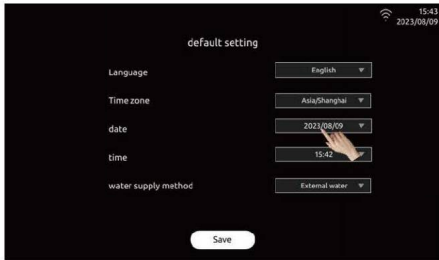 15:43
2023/08/09
default setting
Language English
Time zone Asia/Shanghai
date 2023/08/09
time 15:42
water supply method External water
Save